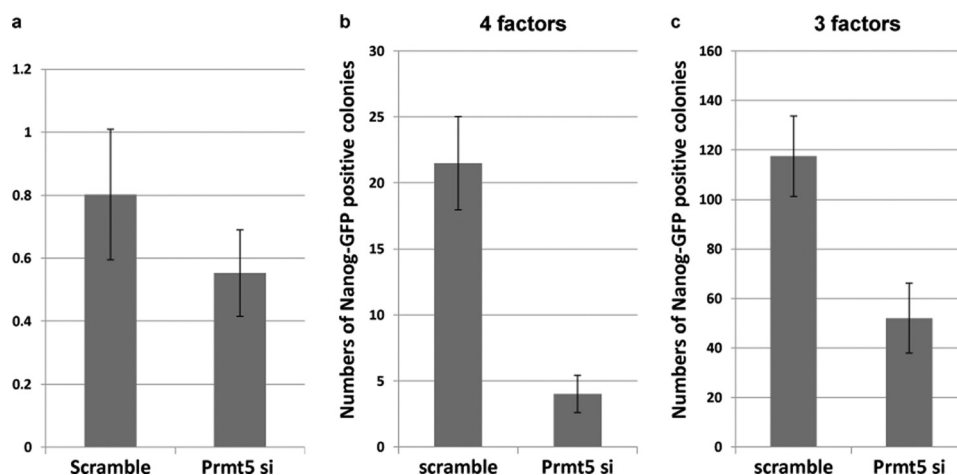 a
1.2
1
0.8
0.6
0.4
0.2
0
Scramble Prmt5 si
b
4 factors
Numbers of Nanog-GFP positive colonies
30
25
20
15
10
5
0
scramble Prmt5 si
c
3 factors
Numbers of Nanog-GFP positive colonies
160
140
120
100
80
60
40
20
0
scramble Prmt5 si